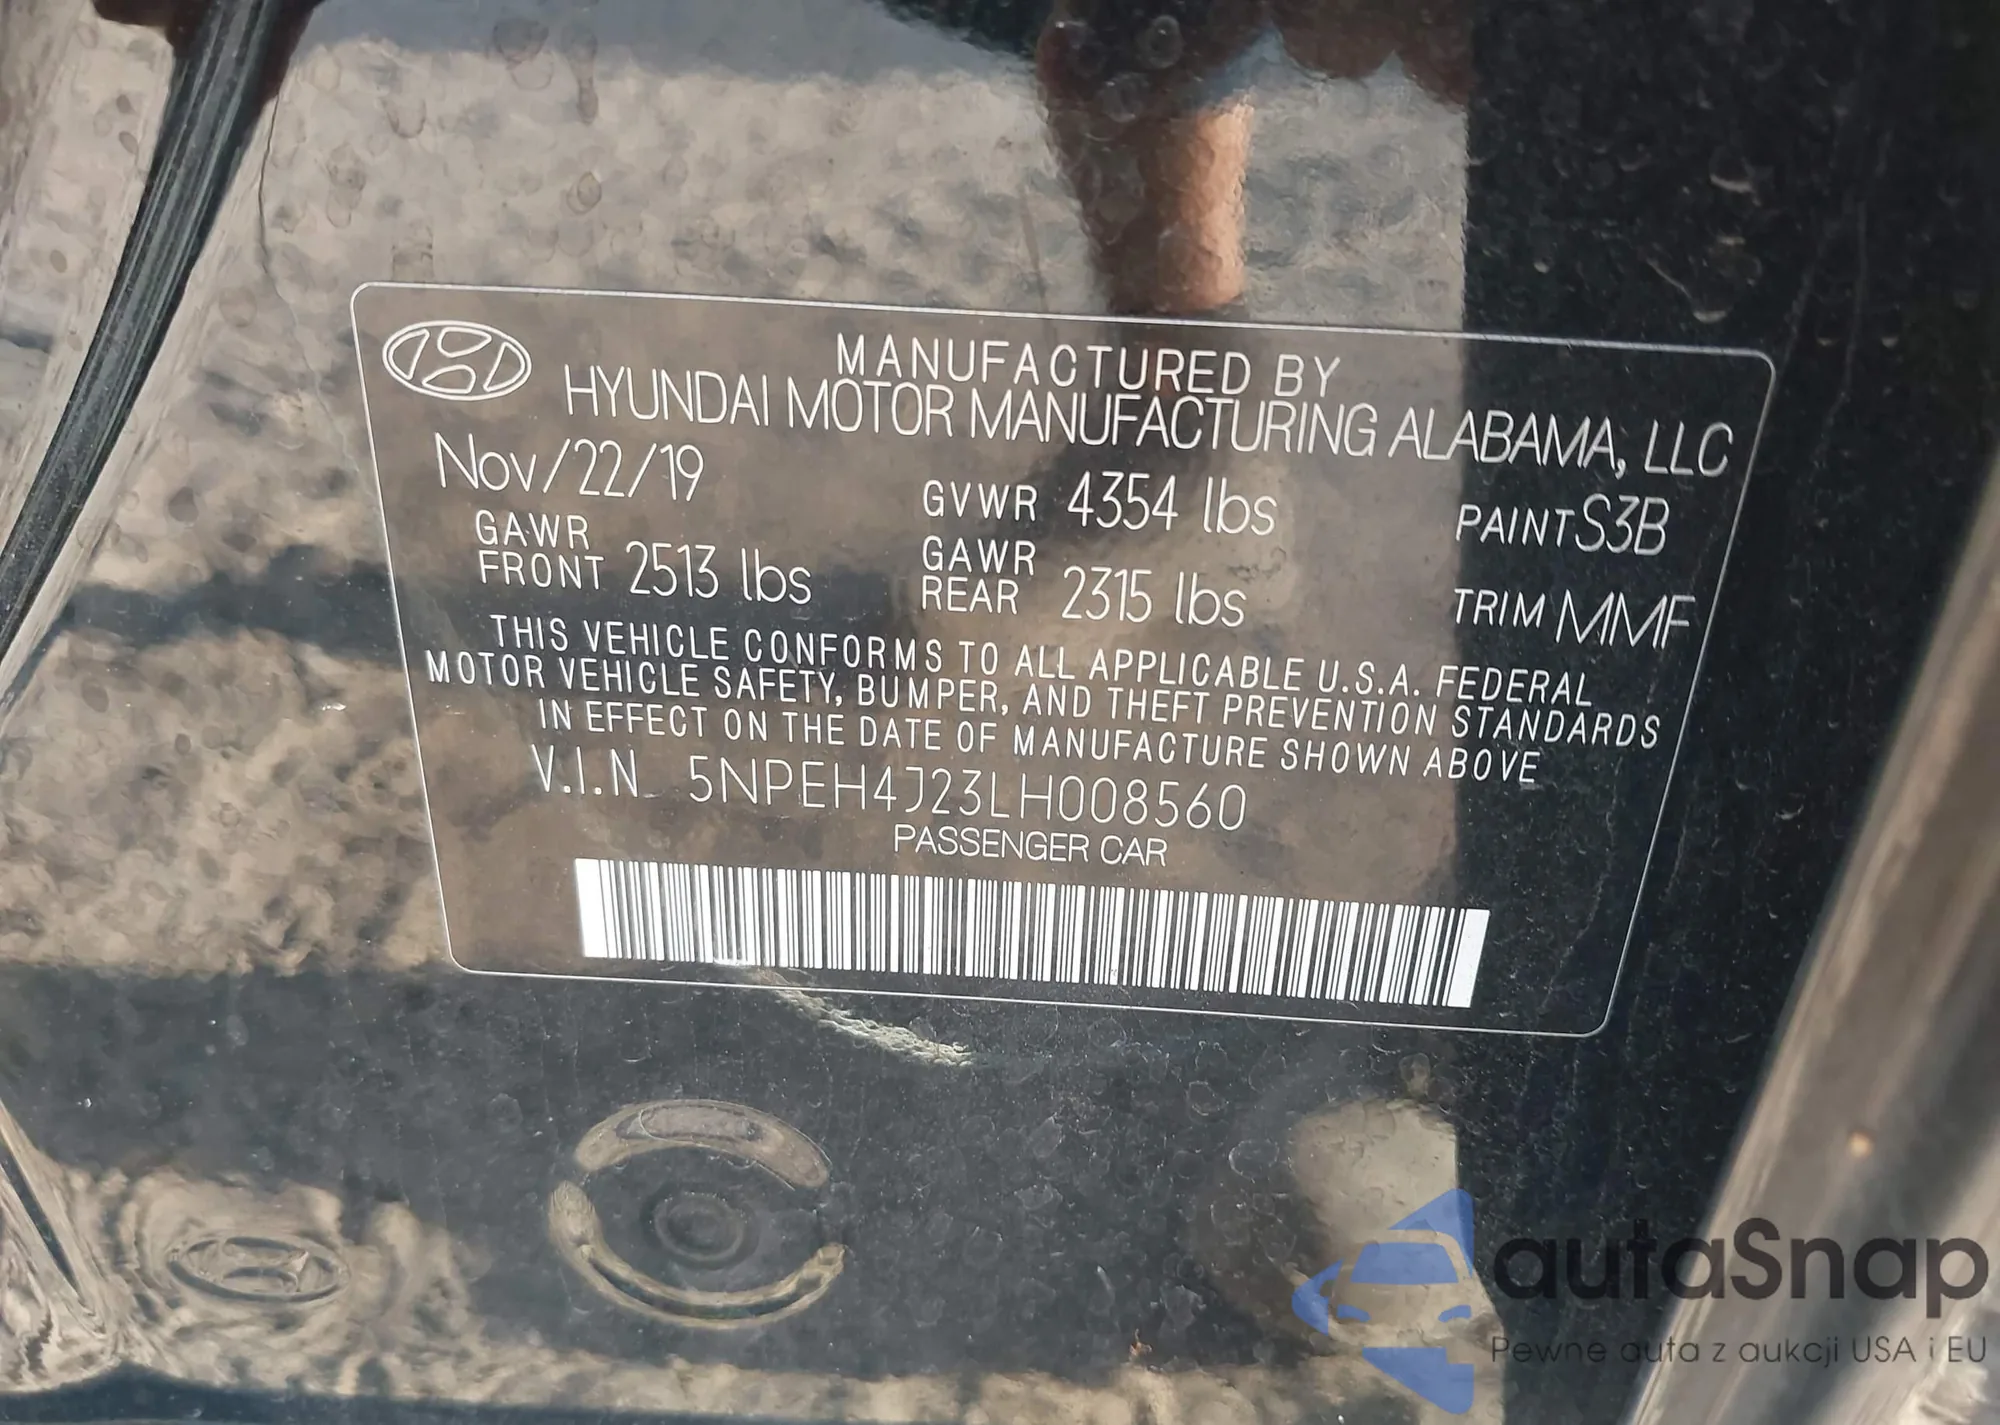 MANUFACTURED BY
HYUNDAI MOTOR MANUFACTURING ALABAMA, LLC
Nov/22/19 GVWR 4354 lbs PAINT S3B
GAWR FRONT 2513 lbs GAWR REAR 2315 lbs TRIM MMF
THIS VEHICLE CONFORMS TO ALL APPLICABLE U.S.A. FEDERAL
MOTOR VEHICLE SAFETY, BUMPER, AND THEFT PREVENTION STANDARDS
IN EFFECT ON THE DATE OF MANUFACTURE SHOWN ABOVE
V.I.N 5NPEH4J23LH008560
PASSENGER CAR
autaSnap
Pewne auta z aukcji USA i EU